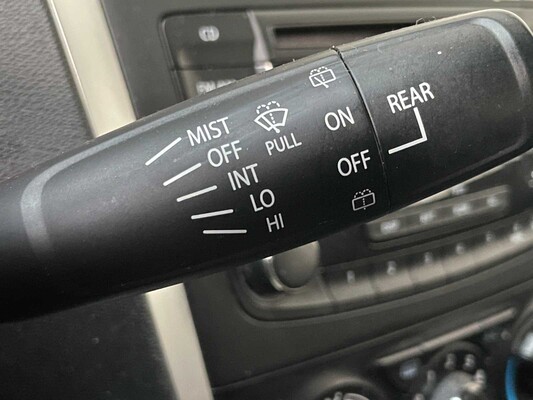 MIST
OFF
INT
LO
HI
PULL
ON
OFF
REAR